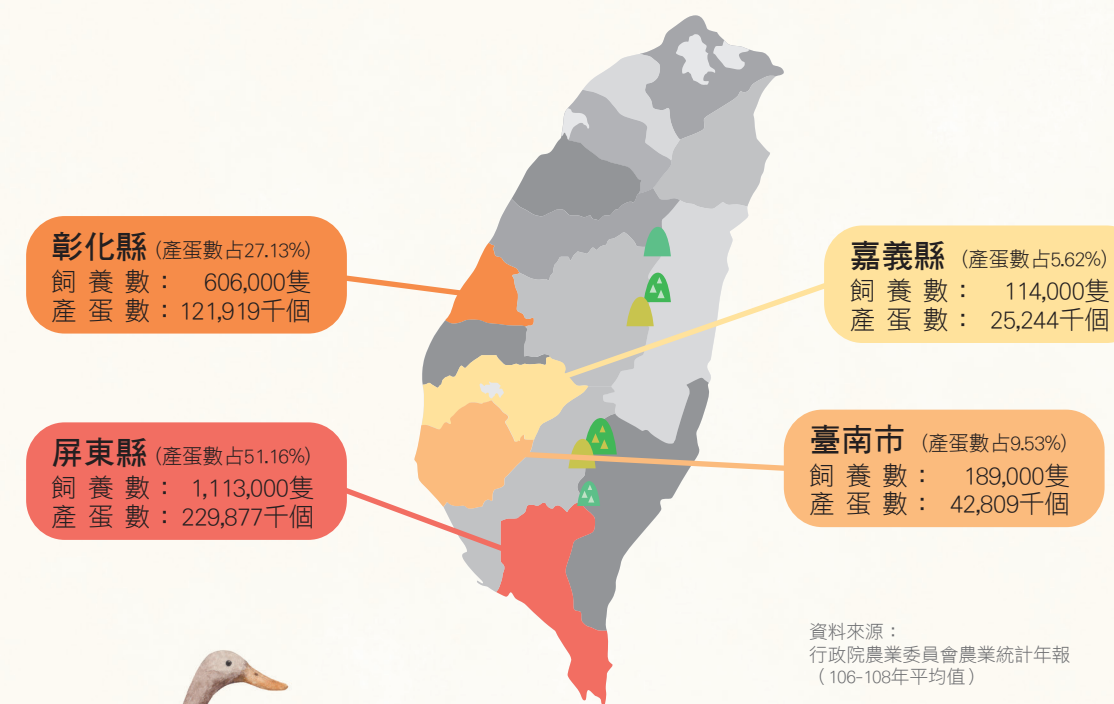 彰化縣 (產蛋數占27.13%)
飼養數： 606,000隻
產蛋數：121,919千個
屏東縣 (產蛋數占51.16%)
飼養數： 1,113,000隻
產蛋數： 229,877千個
嘉義縣 (產蛋數占5.62%)
飼養數： 114,000隻
產蛋數： 25,244千個
臺南市 (產蛋數占9.53%)
飼養數： 189,000隻
產蛋數： 42,809千個
資料來源：
行政院農業委員會農業統計年報
（106-108年平均值）